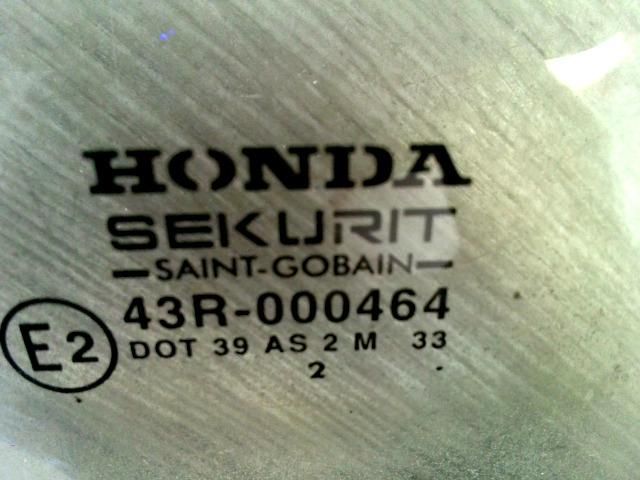 HONDA
SEKURIT
SAINT-GOBAIN
43R-000464
E2
DOT 39 AS 2 M 33
2